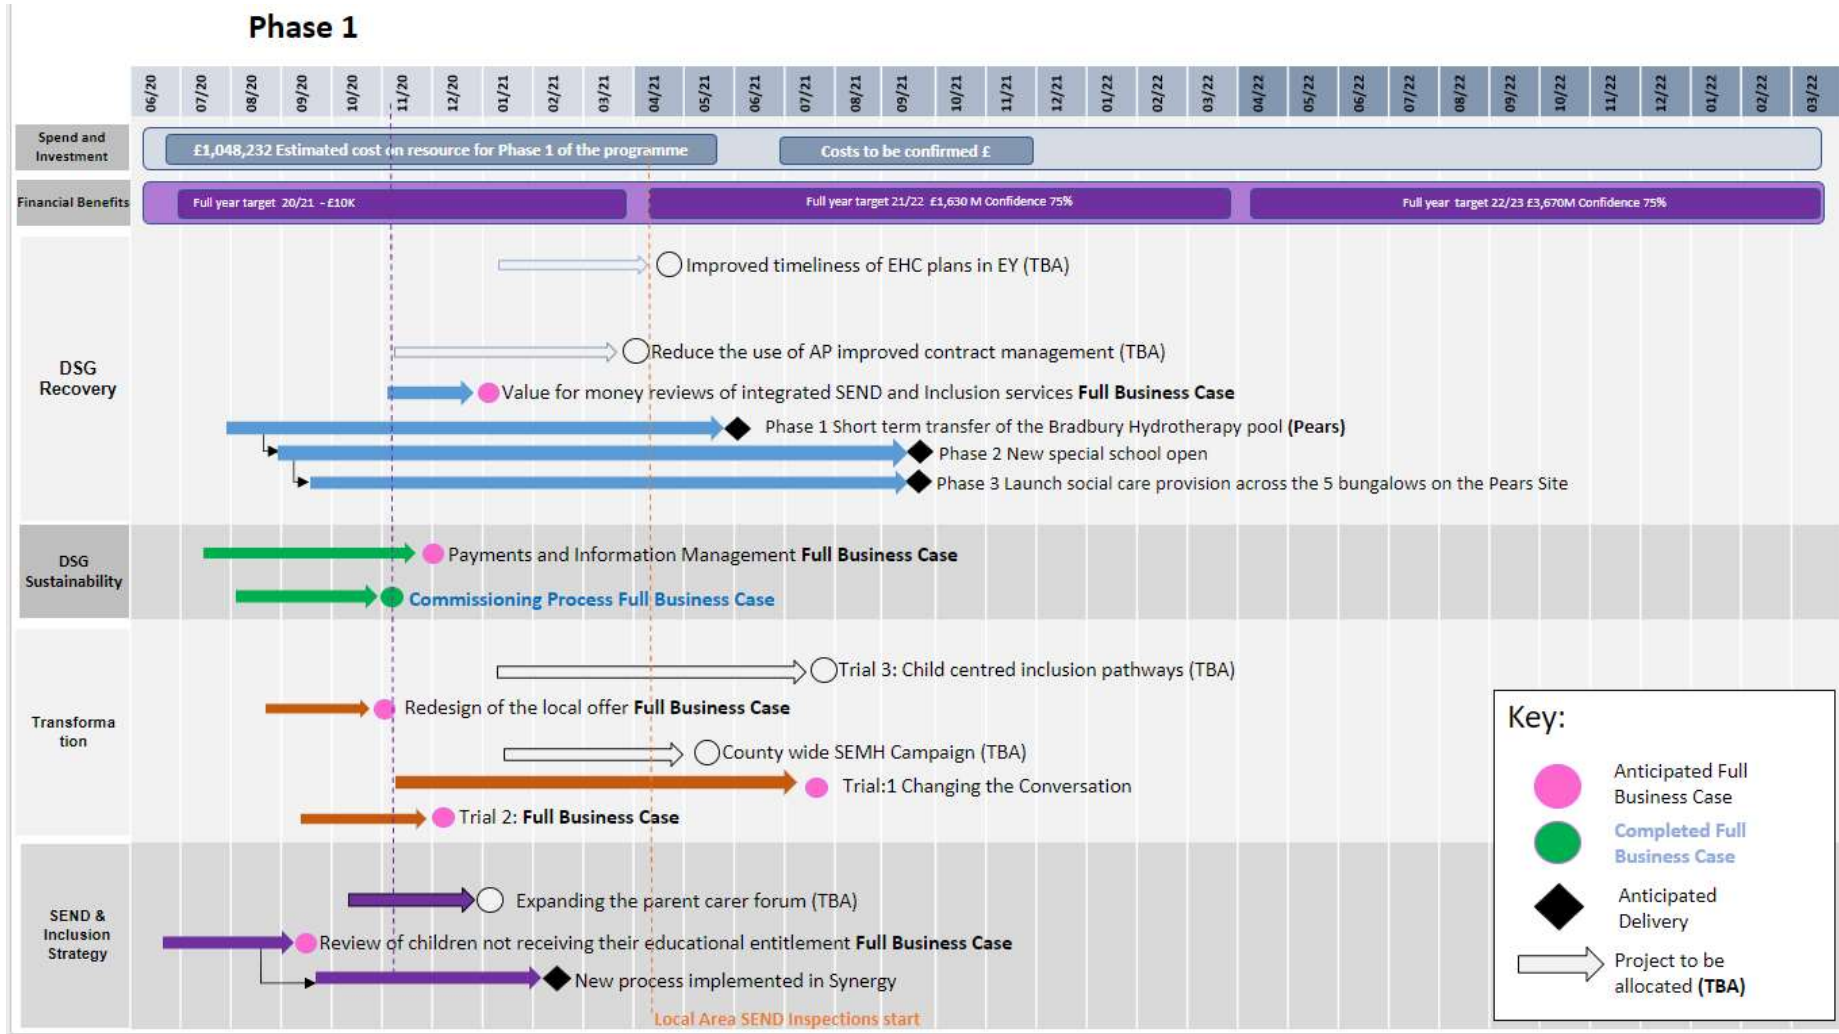 Phase 1
06/20 07/20 08/20 09/20 10/20 11/20 12/20 01/21 02/21 03/21 04/21 05/21 06/21 07/21 08/21 09/21 10/21 11/21 12/21 01/22 02/22 03/22 04/22 05/22 06/22 07/22 08/22 09/22 10/22 11/22 12/22 01/22 02/22 03/22
Spend and
Investment
£1,048,232 Estimated cost on resource for Phase 1 of the programme
Costs to be confirmed £
Financial Benefits
Full year target 20/21 - £10K
Full year target 21/22 £1,630 M Confidence 75%
Full year target 22/23 £3,670M Confidence 75%
DSG
Recovery
Improved timeliness of EHC plans in EY (TBA)
Reduce the use of AP improved contract management (TBA)
Value for money reviews of integrated SEND and Inclusion services Full Business Case
Phase 1 Short term transfer of the Bradbury Hydrotherapy pool (Pears)
Phase 2 New special school open
Phase 3 Launch social care provision across the 5 bungalows on the Pears Site
DSG
Sustainability
Payments and Information Management Full Business Case
Commissioning Process Full Business Case
Transforma
tion
Trial 3: Child centred inclusion pathways (TBA)
Redesign of the local offer Full Business Case
County wide SEMH Campaign (TBA)
Trial:1 Changing the Conversation
Trial 2: Full Business Case
SEND &
Inclusion
Strategy
Expanding the parent carer forum (TBA)
Review of children not receiving their educational entitlement Full Business Case
New process implemented in Synergy
Local Area SEND Inspections start
Key:
Anticipated Full
Business Case
Completed Full
Business Case
Anticipated
Delivery
Project to be
allocated (TBA)